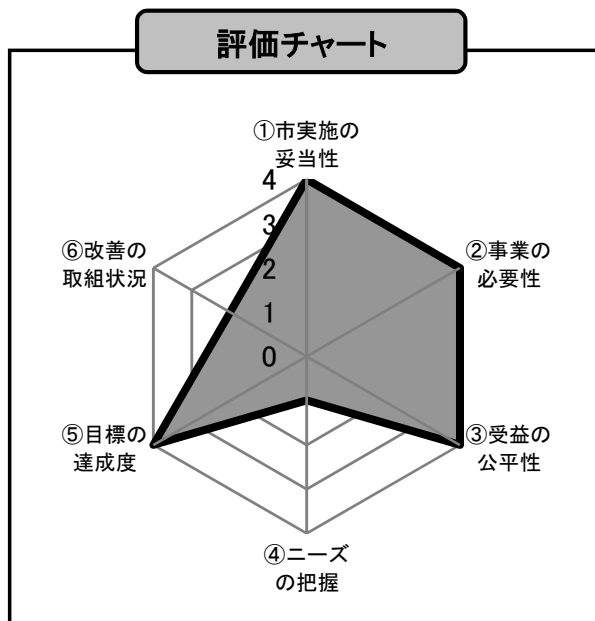 評価チャート
①市実施の
妥当性
4
3
2
1
0
②事業の
必要性
③受益の
公平性
④ニーズ
の把握
⑤目標の
達成度
⑥改善の
取組状況